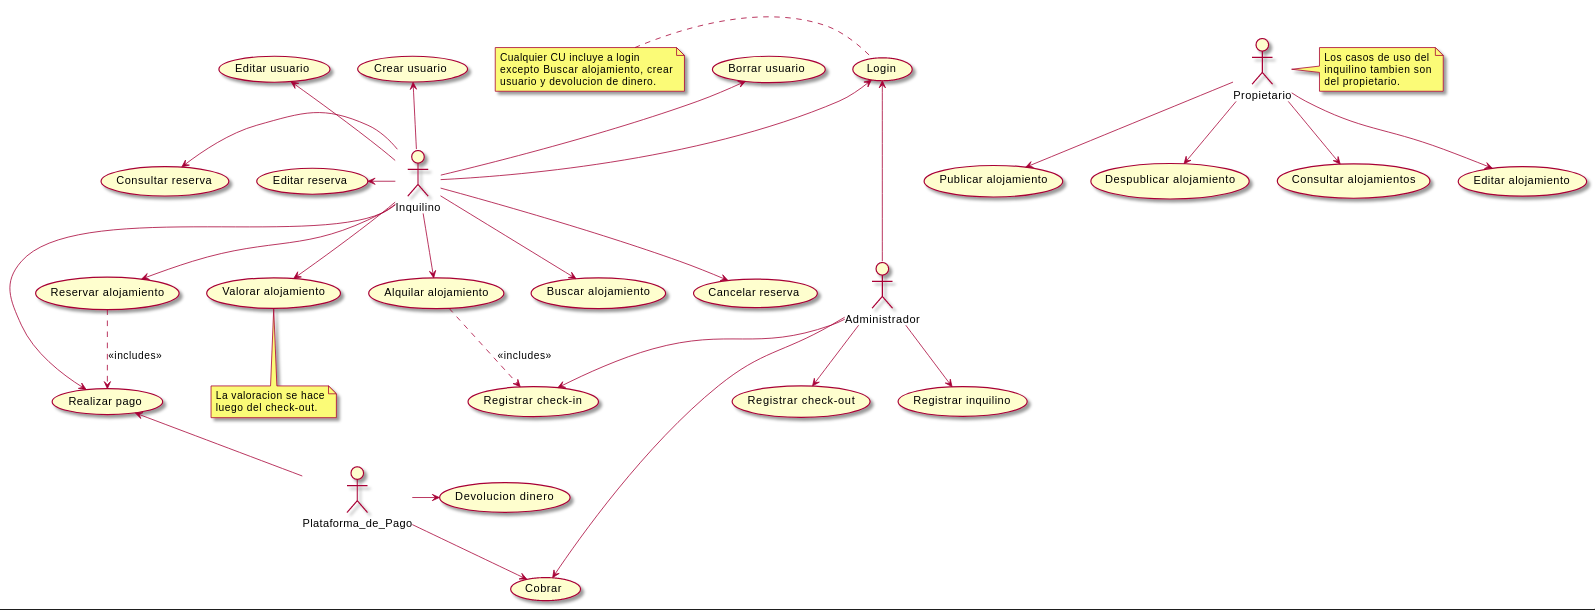 Cualquier CU incluye a login
excepto Buscar alojamiento, crear
usuario y devolucion de dinero.
Editar usuario
Crear usuario
Borrar usuario
Login
Los casos de uso del
inquilino tambien son
del propietario.
Propietario
Consultar reserva
Editar reserva
Inquilino
Publicar alojamiento
Despublicar alojamiento
Consultar alojamientos
Editar alojamiento
Reservar alojamiento
Valorar alojamiento
Alquilar alojamiento
Buscar alojamiento
Cancelar reserva
Administrador
«includes»
«includes»
Realizar pago
La valoracion se hace
luego del check-out.
Registrar check-in
Registrar check-out
Registrar inquilino
Plataforma_de_Pago
Devolucion dinero
Cobrar